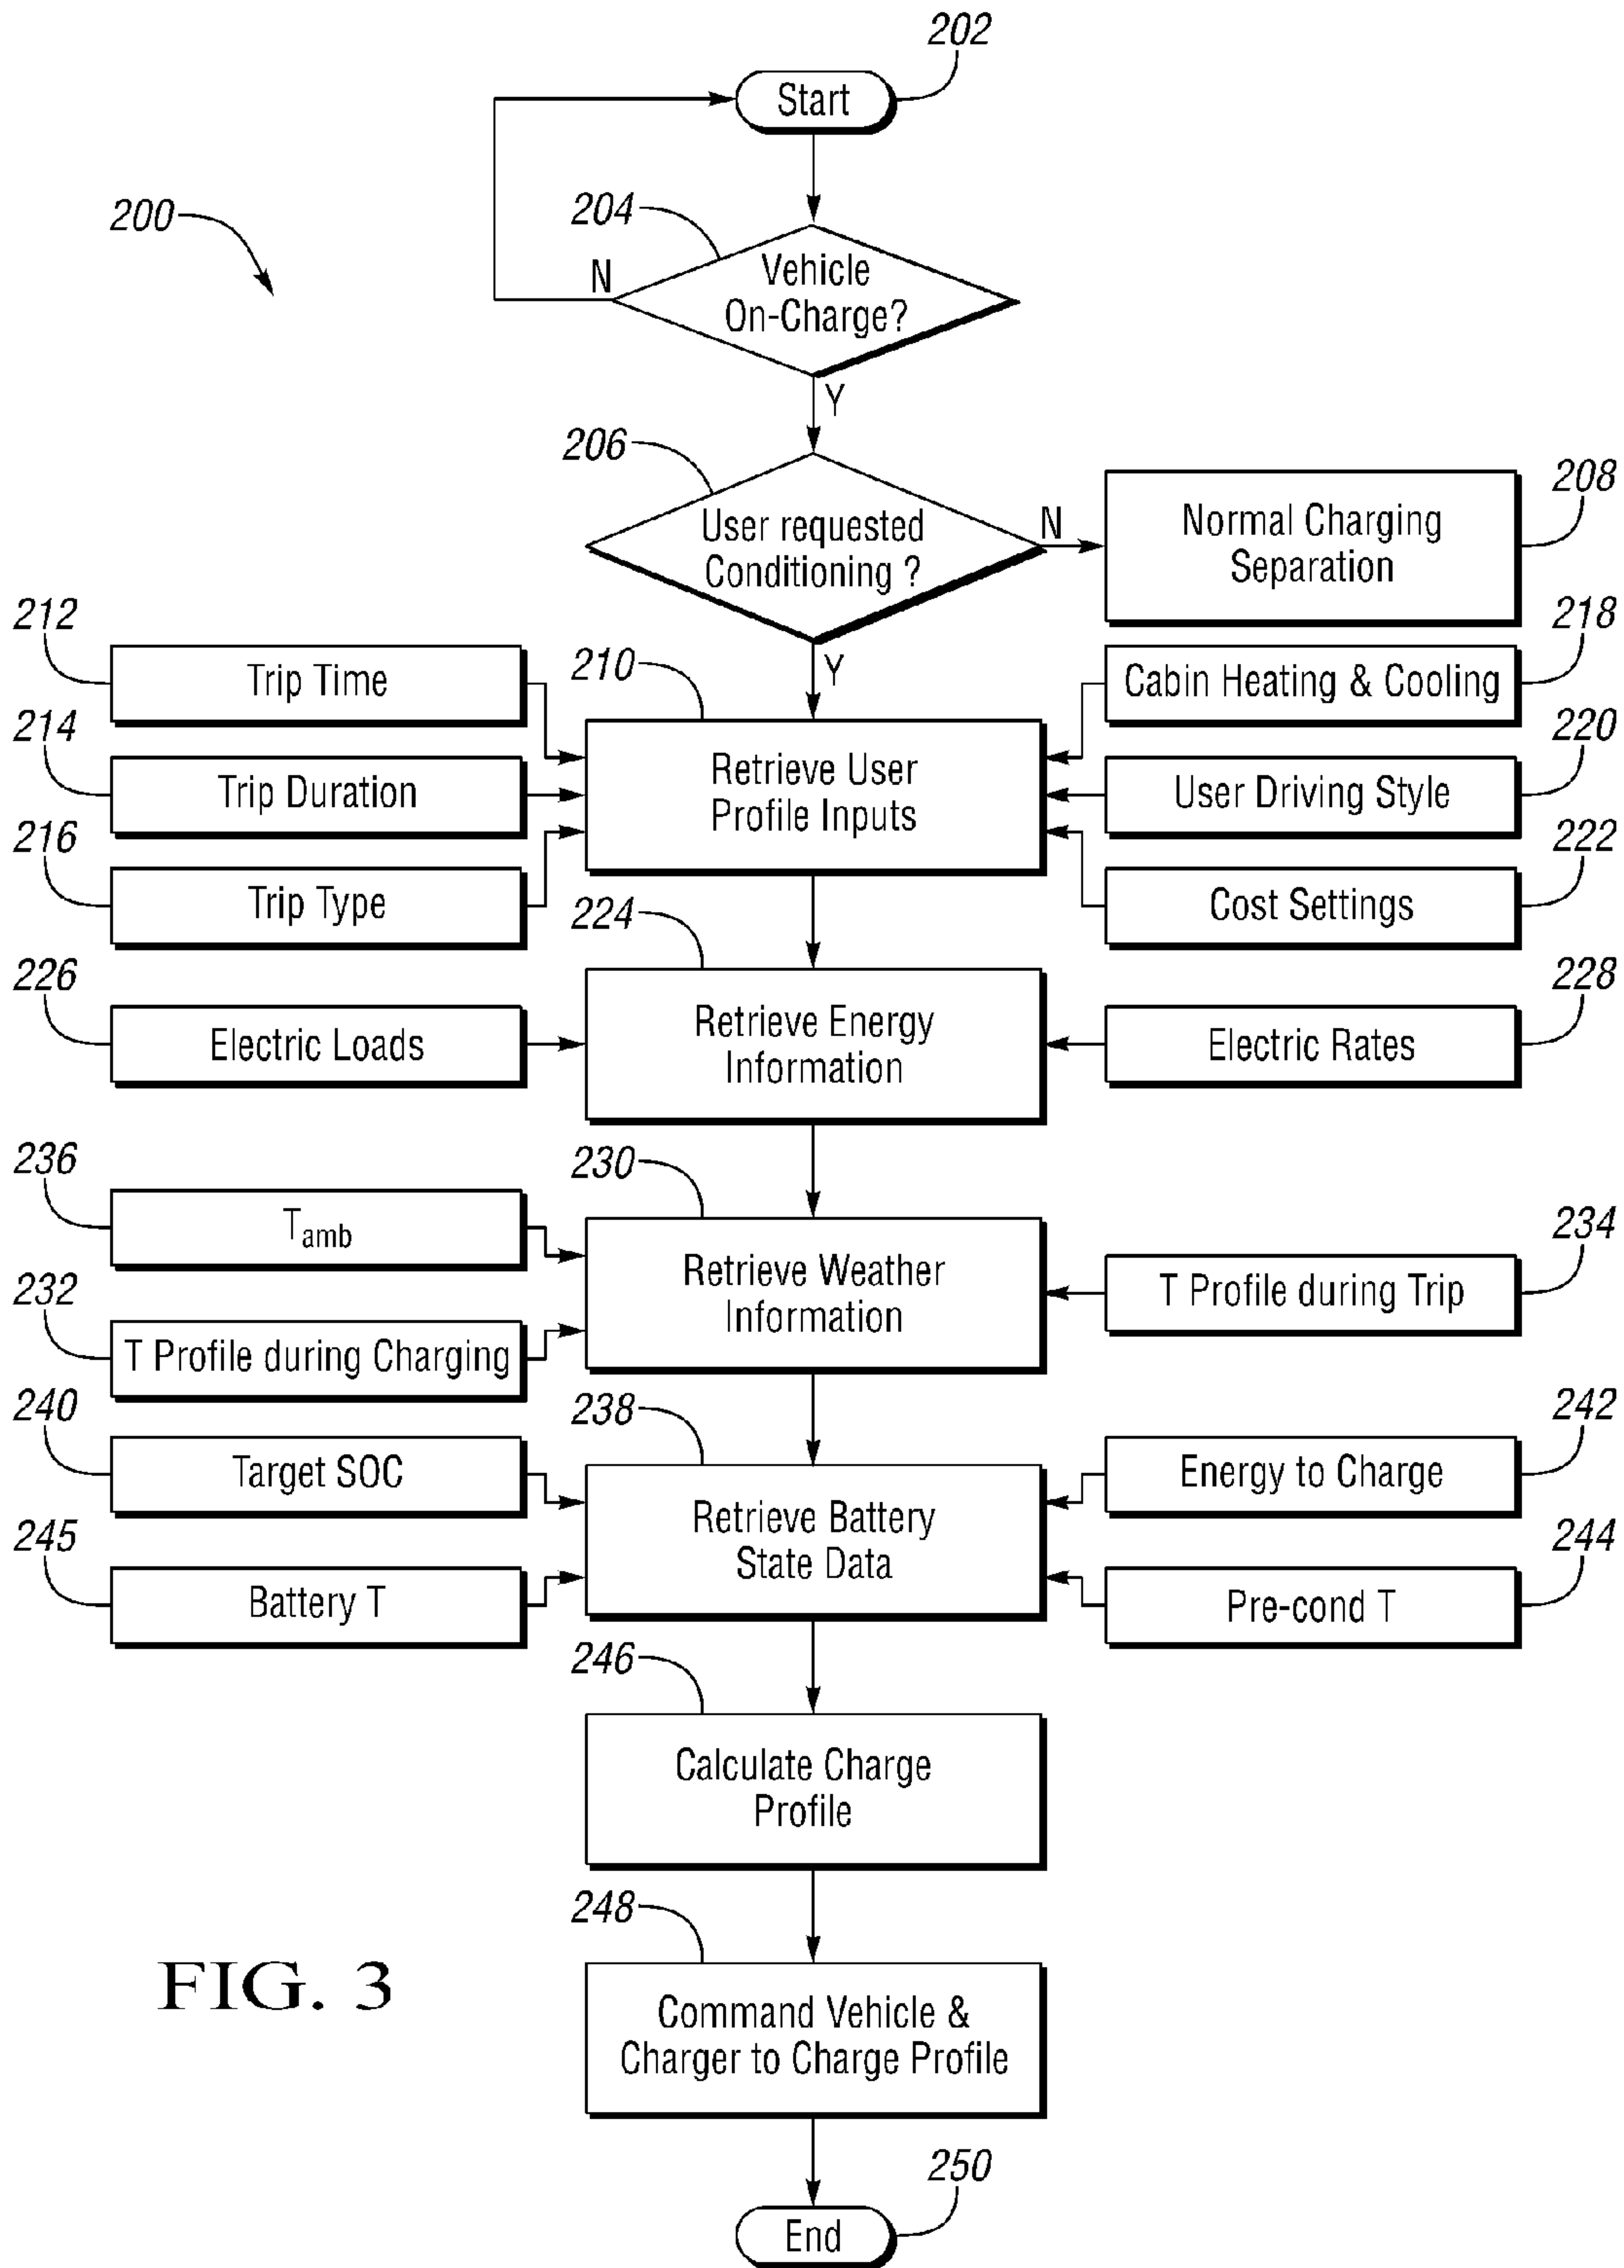 202
Start
200
204
N
Vehicle
On-Charge?
Y
206
User requested
Conditioning ?
N
208
Normal Charging
Separation
212
Trip Time
210
Y
218
Cabin Heating & Cooling
214
Trip Duration
Retrieve User
Profile Inputs
220
User Driving Style
216
Trip Type
222
Cost Settings
224
226
Electric Loads
Retrieve Energy
Information
228
Electric Rates
236
Tamb
230
Retrieve Weather
Information
234
T Profile during Trip
232
T Profile during Charging
240
Target SOC
238
Retrieve Battery
State Data
242
Energy to Charge
245
Battery T
244
Pre-cond T
246
Calculate Charge
Profile
248
Command Vehicle &
Charger to Charge Profile
FIG. 3
250
End